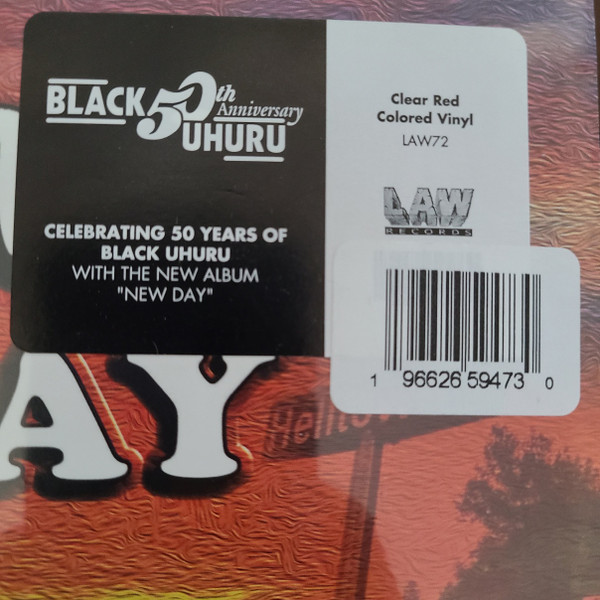 BLACK 50th
Anniversary
UHURU
CELEBRATING 50 YEARS OF
BLACK UHURU
WITH THE NEW ALBUM
"NEW DAY"
Clear Red
Colored Vinyl
LAW72
LAW
RECORDS
1 96626 59473 0
AY